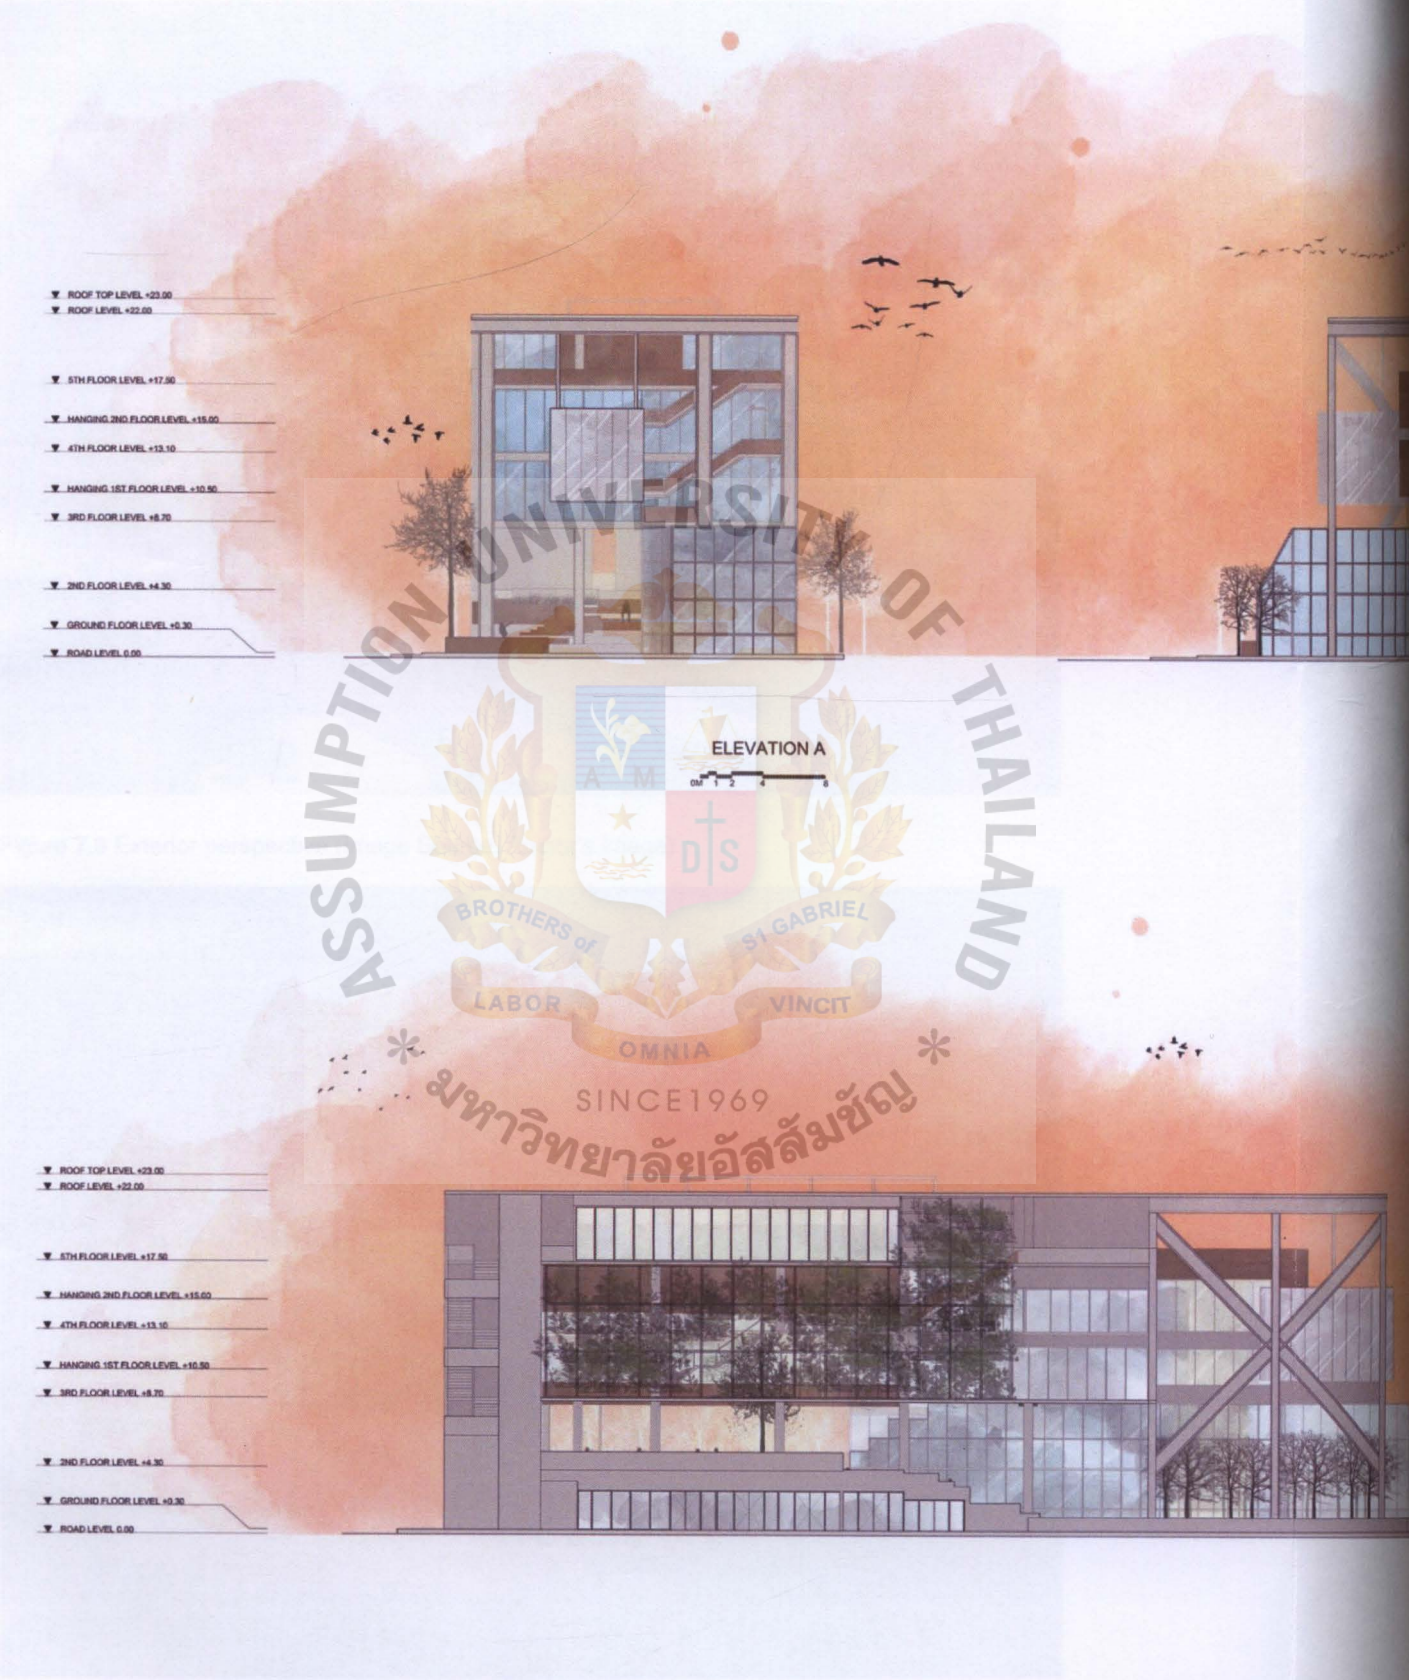 ROOF TOP LEVEL +23.00
ROOF LEVEL +22.00
5TH FLOOR LEVEL +17.50
HANGING 2ND FLOOR LEVEL +15.00
4TH FLOOR LEVEL +13.10
HANGING 1ST FLOOR LEVEL +10.50
3RD FLOOR LEVEL +8.70
2ND FLOOR LEVEL +4.30
GROUND FLOOR LEVEL +0.30
ROAD LEVEL 0.00
ASSUMPTION UNIVERSITY OF THAILAND
ELEVATION A
0M 1 2 4 8
A M
D S
BROTHERS of ST GABRIEL
LABOR OMNIA VINCIT
SINCE1969
* มหาวิทยาลัยอัสสัมชัญ *
ROOF TOP LEVEL +23.00
ROOF LEVEL +22.00
5TH FLOOR LEVEL +17.50
HANGING 2ND FLOOR LEVEL +15.00
4TH FLOOR LEVEL +13.10
HANGING 1ST FLOOR LEVEL +10.50
3RD FLOOR LEVEL +8.70
2ND FLOOR LEVEL +4.30
GROUND FLOOR LEVEL +0.30
ROAD LEVEL 0.00